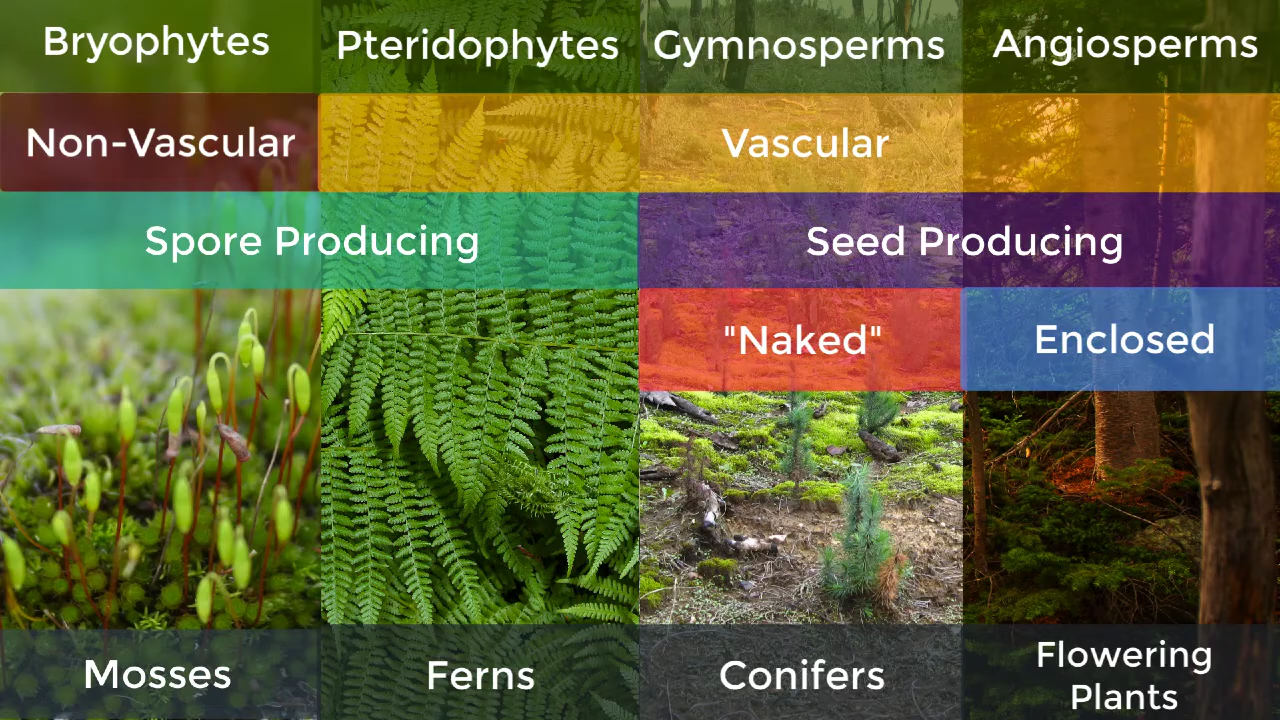 Bryophytes
Pteridophytes
Gymnosperms
Angiosperms
Non-Vascular
Vascular
Spore Producing
Seed Producing
"Naked"
Enclosed
Mosses
Ferns
Conifers
Flowering
Plants